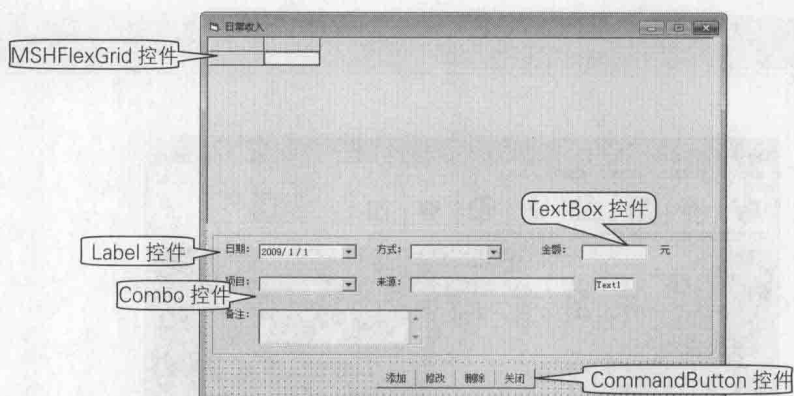 日常收入
MSHFlexGrid 控件
TextBox 控件
Label 控件
日期：
2009/ 1 / 1
方式：
金额：
元
项目：
来源：
Text1
Combo 控件
备注：
添加
修改
删除
关闭
CommandButton 控件